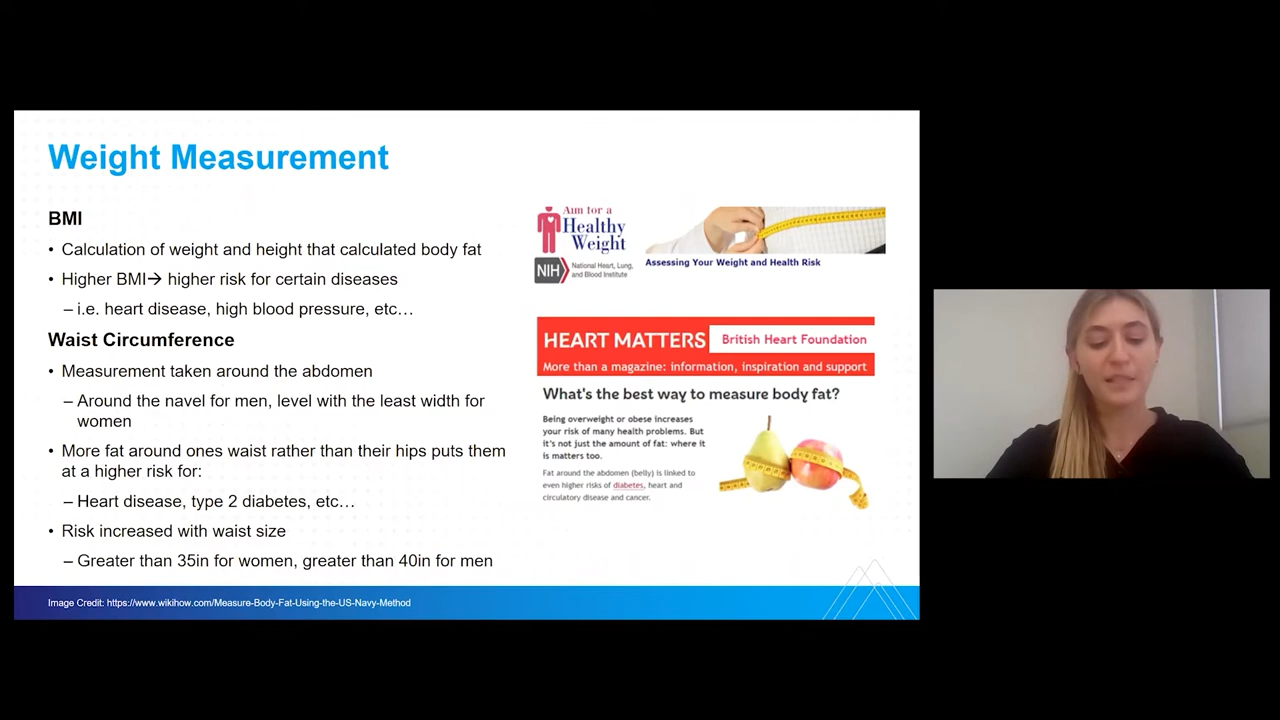 Weight Measurement
BMI
• Calculation of weight and height that calculated body fat
• Higher BMI→ higher risk for certain diseases
– i.e. heart disease, high blood pressure, etc…
Waist Circumference
• Measurement taken around the abdomen
– Around the navel for men, level with the least width for
women
• More fat around ones waist rather than their hips puts them
at a higher risk for:
– Heart disease, type 2 diabetes, etc…
• Risk increased with waist size
– Greater than 35in for women, greater than 40in for men
Aim for a
Healthy
Weight
NIH
National Heart, Lung,
and Blood Institute
Assessing Your Weight and Health Risk
HEART MATTERS
British Heart Foundation
More than a magazine: information, inspiration and support
What's the best way to measure body fat?
Being overweight or obese increases
your risk of many health problems. But
it's not just the amount of fat: where it
is matters too.
Fat around the abdomen (belly) is linked to
even higher risks of diabetes, heart and
circulatory disease and cancer.
Image Credit: https://www.wikihow.com/Measure-Body-Fat-Using-the-US-Navy-Method